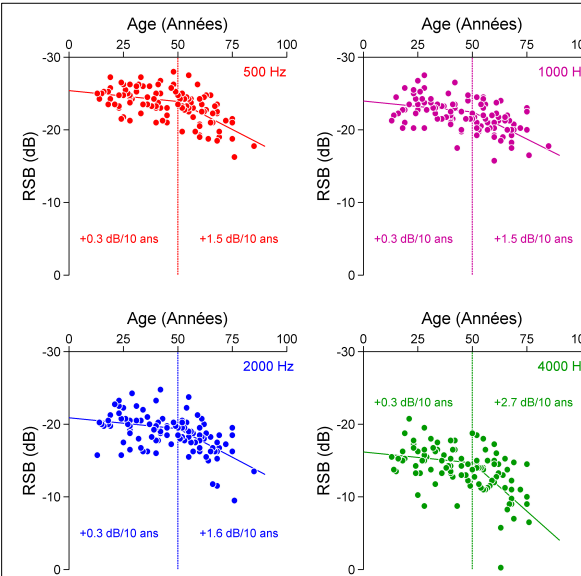 Age (Années) Age (Années)
0 25 50 75 100 0 25 50 75 100
-30 500 Hz -30 1000 H
-20 -20
RSB (dB) RSB (dB)
-10 -10
+0.3 dB/10 ans +1.5 dB/10 ans +0.3 dB/10 ans +1.5 dB/10 ans
0 0
Age (Années) Age (Années)
0 25 50 75 100 0 25 50 75 100
-30 2000 Hz -30 4000 H
+0.3 dB/10 ans +2.7 dB/10 ans
-20 -20
RSB (dB) RSB (dB)
-10 -10
+0.3 dB/10 ans +1.6 dB/10 ans
0 0